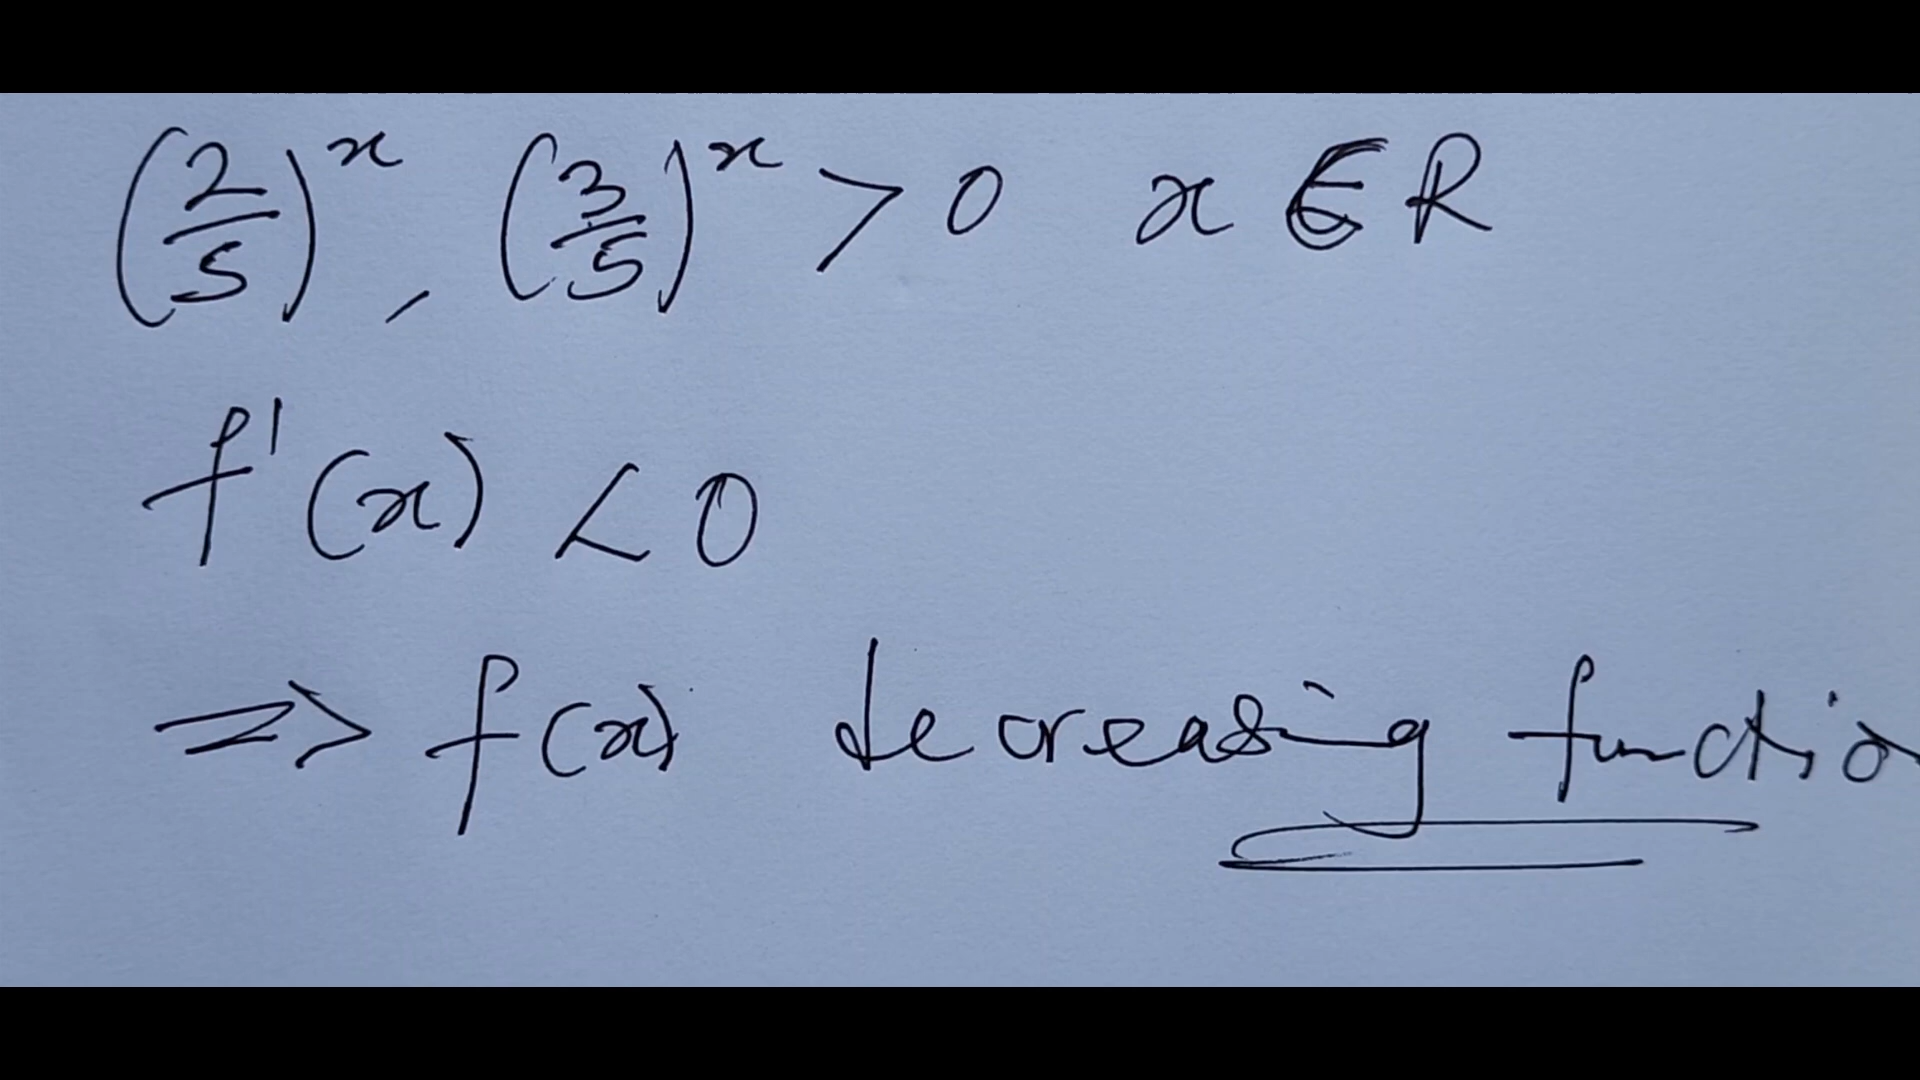 (2/5)^x, (3/5)^x > 0 x ∈ R
f'(x) < 0
⇒ f(x) decreasing functio